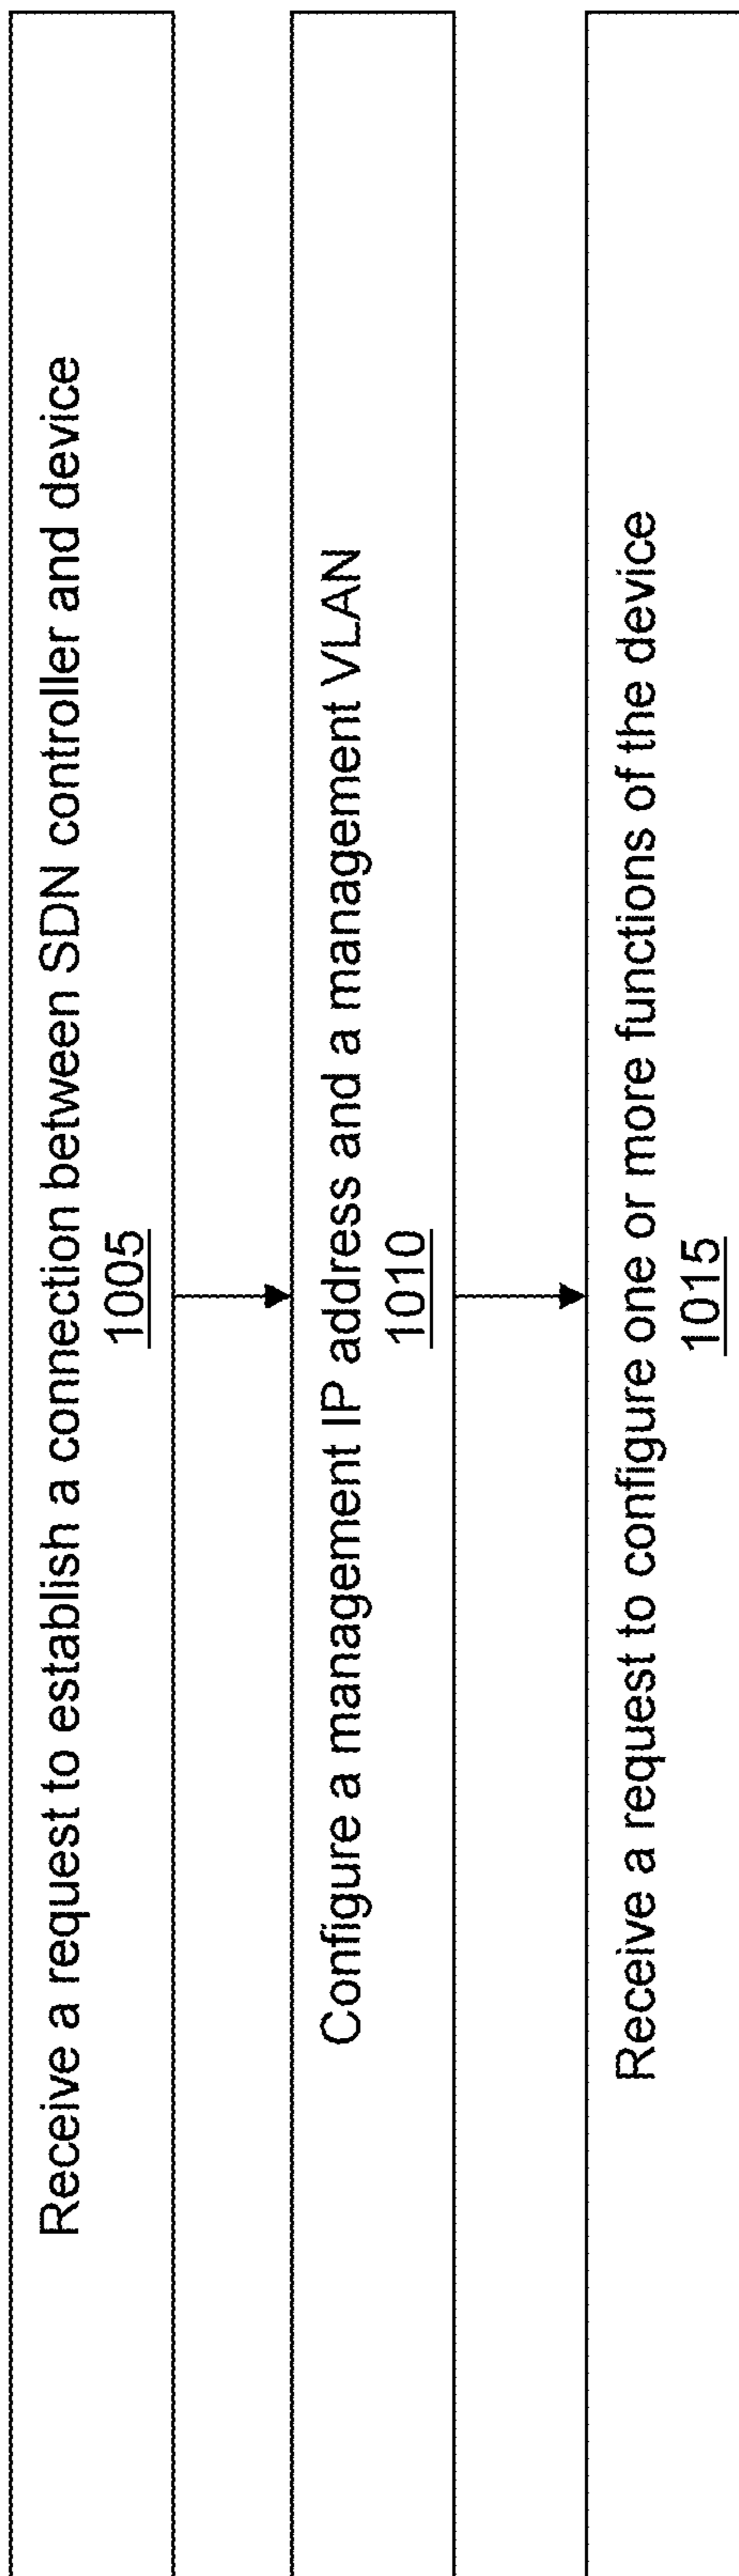 Receive a request to establish a connection between SDN controller and device
1005
Configure a management IP address and a management VLAN
1010
Receive a request to configure one or more functions of the device
1015